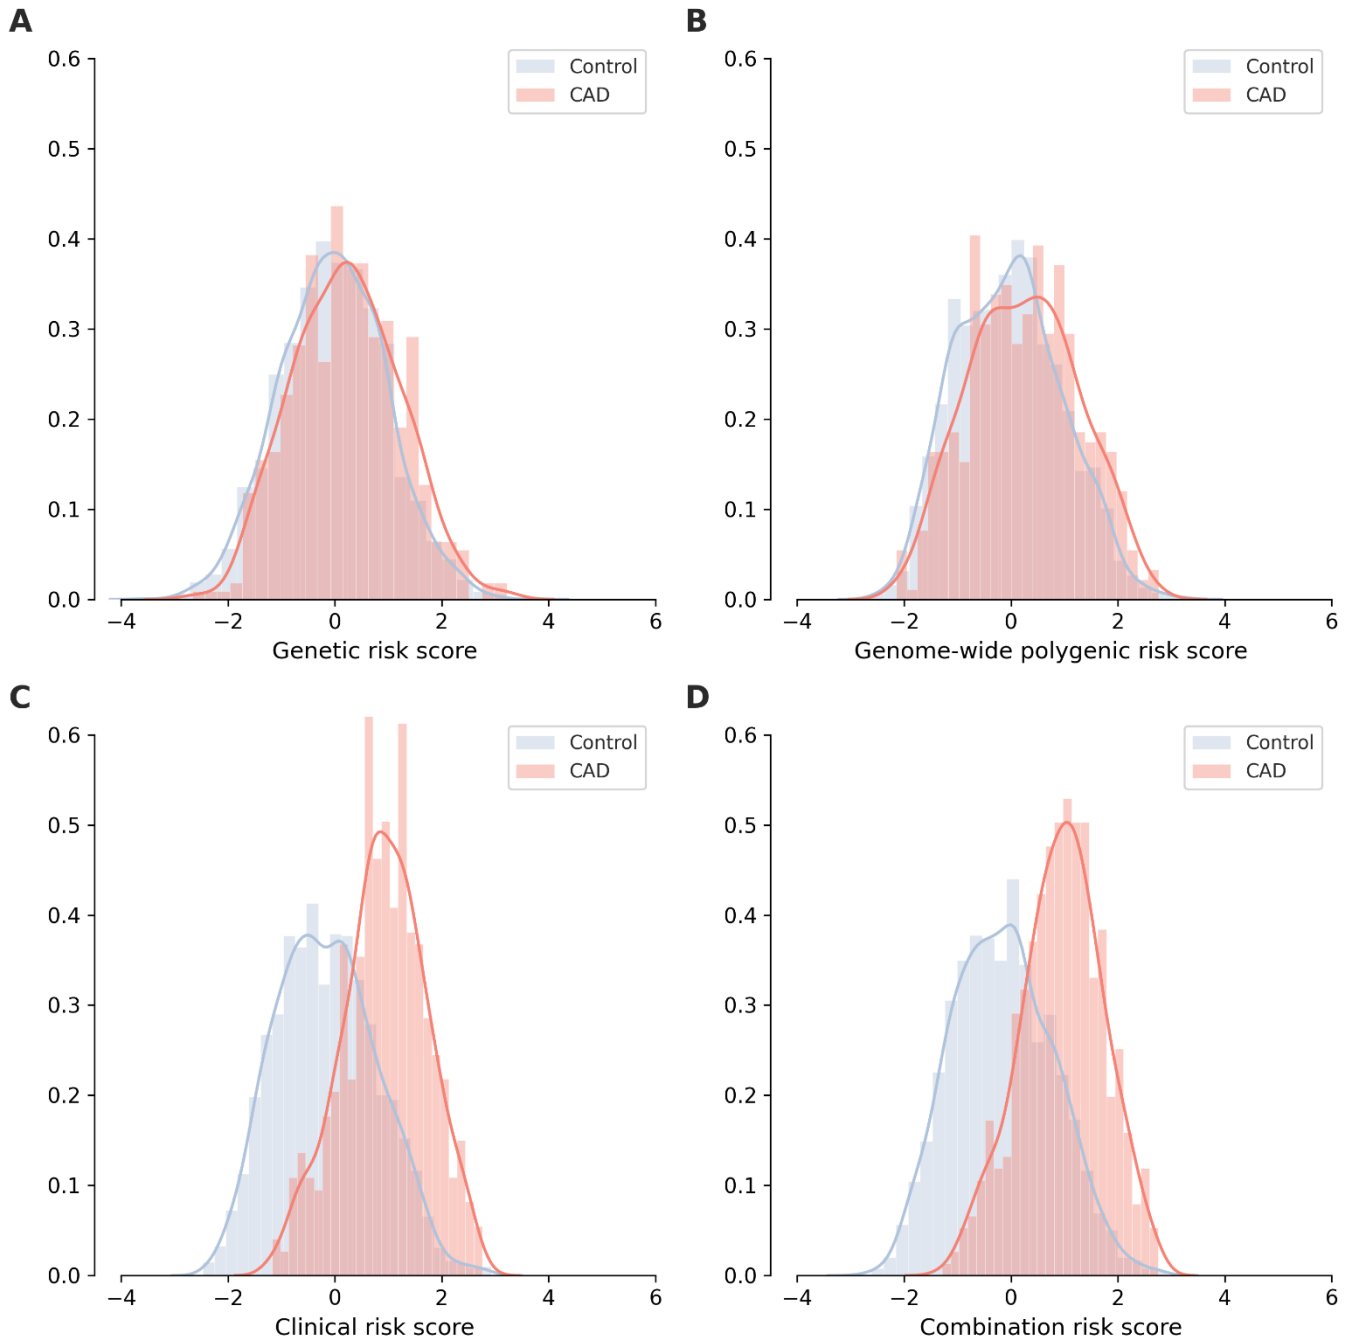 A
0.6
0.5
0.4
0.3
0.2
0.1
0.0
Control
CAD
−4 −2 0 2 4 6
Genetic risk score
B
0.6
0.5
0.4
0.3
0.2
0.1
0.0
Control
CAD
−4 −2 0 2 4 6
Genome-wide polygenic risk score
C
0.6
0.5
0.4
0.3
0.2
0.1
0.0
Control
CAD
−4 −2 0 2 4 6
Clinical risk score
D
0.6
0.5
0.4
0.3
0.2
0.1
0.0
Control
CAD
−4 −2 0 2 4 6
Combination risk score